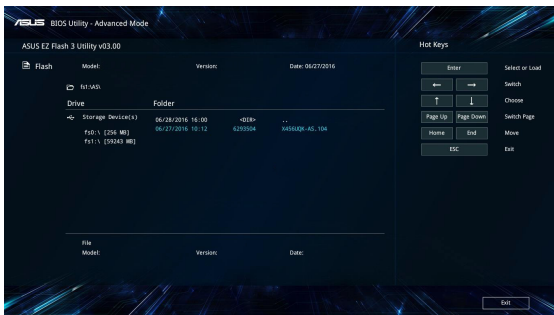 ASUS BIOS Utility - Advanced Mode
ASUS EZ Flash 3 Utility v03.00
Hot Keys
Flash
Model: Version: Date: 06/27/2016
fs1:\AS\
Drive Folder
Storage Device(s)
fs0:\ [256 MB]
fs1:\ [59243 MB]
06/28/2016 16:00 <DIR> ..
06/27/2016 10:12 6293504 X456UQK-AS.104
Enter Select or Load
← → Switch
↑ ↓ Choose
Page Up Page Down Switch Page
Home End Move
ESC Exit
File
Model: Version: Date:
Exit